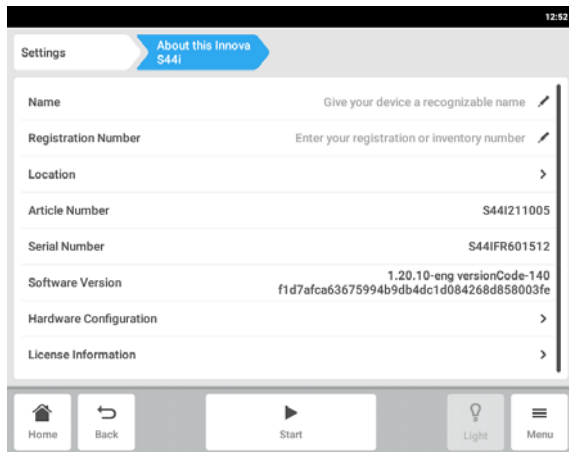 12:52
Settings
About this Innova
S44i
Name
Give your device a recognizable name
Registration Number
Enter your registration or inventory number
Location
Article Number
S44I211005
Serial Number
S44IFR601512
Software Version
1.20.10-eng versionCode-140
f1d7afca63675994b9db4dc1d084268d858003fe
Hardware Configuration
License Information
Home
Back
Start
Light
Menu